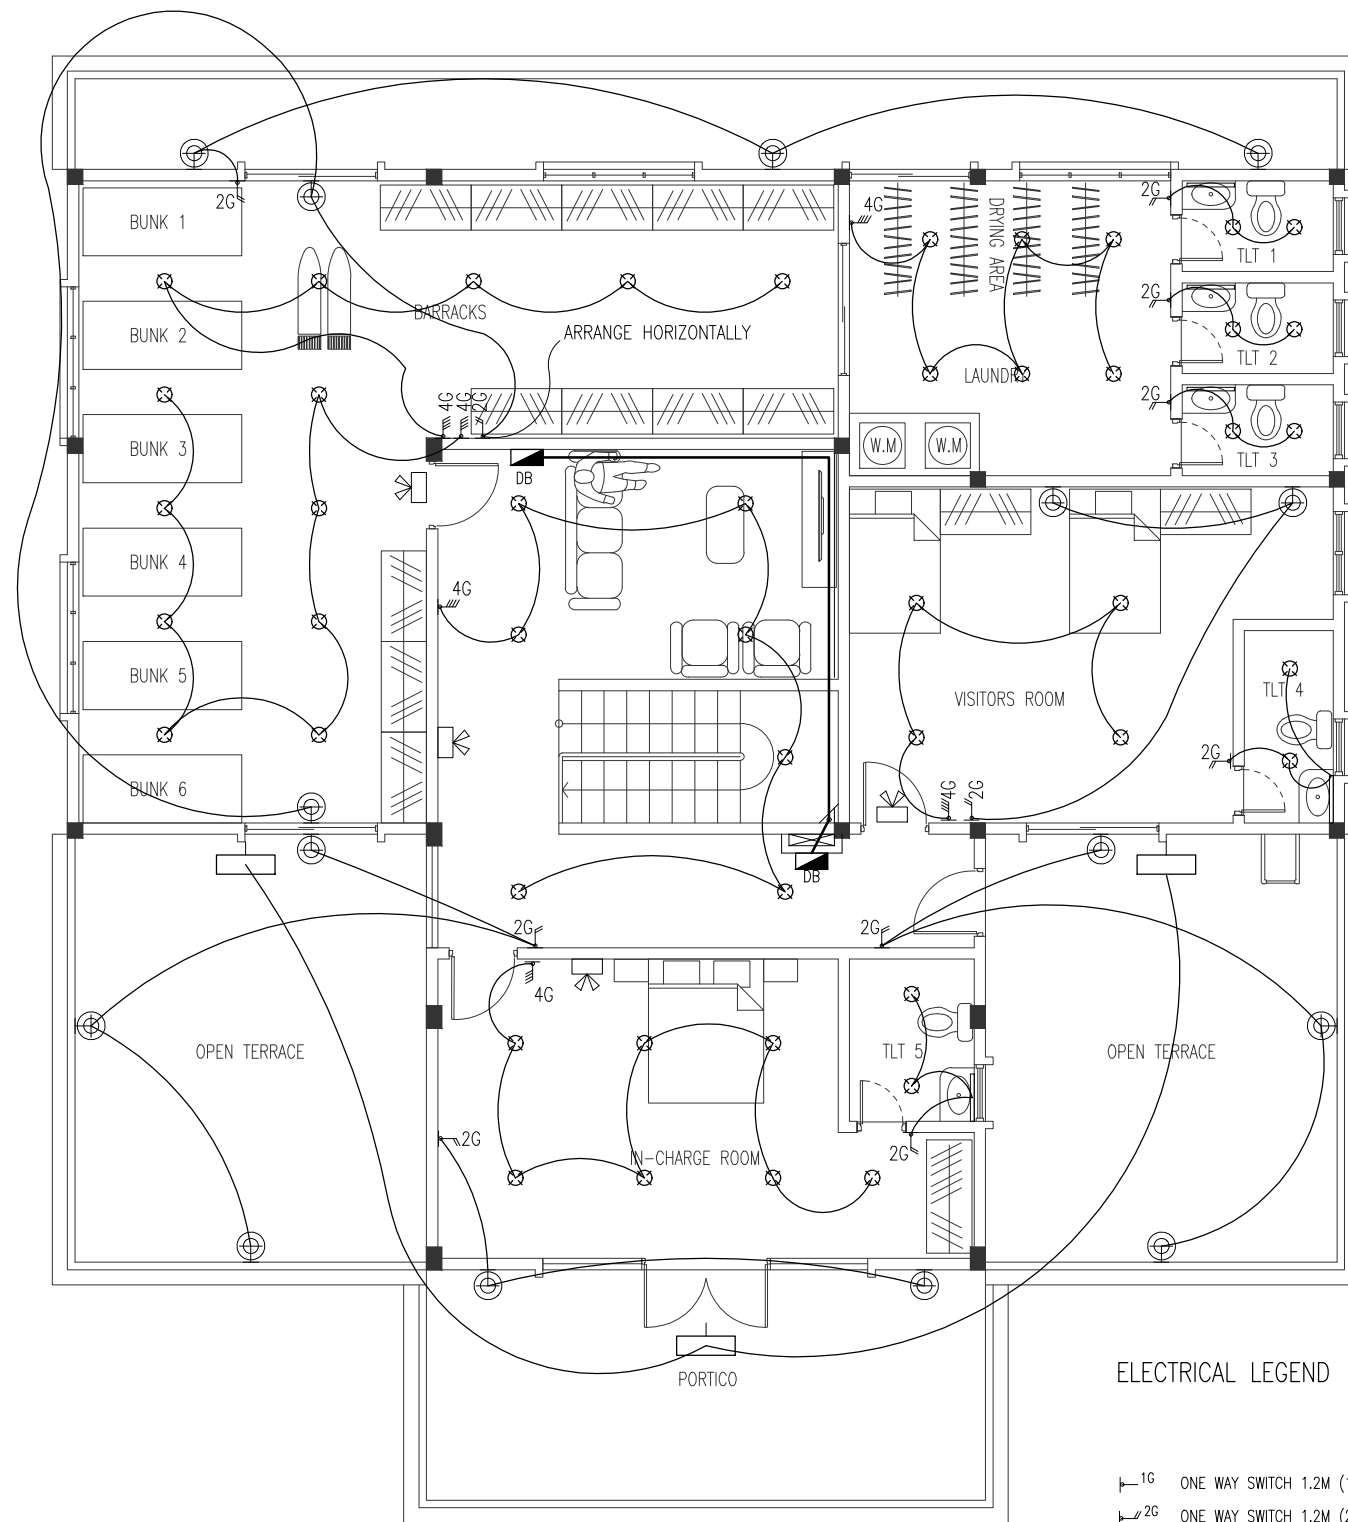 2G
BUNK 1
4G
DRYING AREA
2G
TLT 1
BARRACKS
2G
BUNK 2
ARRANGE HORIZONTALLY
TLT 2
LAUNDRY
4G
4G
2G
2G
BUNK 3
W.M
W.M
TLT 3
DB
BUNK 4
4G
BUNK 5
VISITORS ROOM
TLT 4
2G
BUNK 6
4G
2G
DB
2G
2G
4G
OPEN TERRACE
TLT 5
OPEN TERRACE
2G
IN-CHARGE ROOM
2G
PORTICO
ELECTRICAL LEGEND
1G ONE WAY SWITCH 1.2M (1
2G ONE WAY SWITCH 1.2M (2